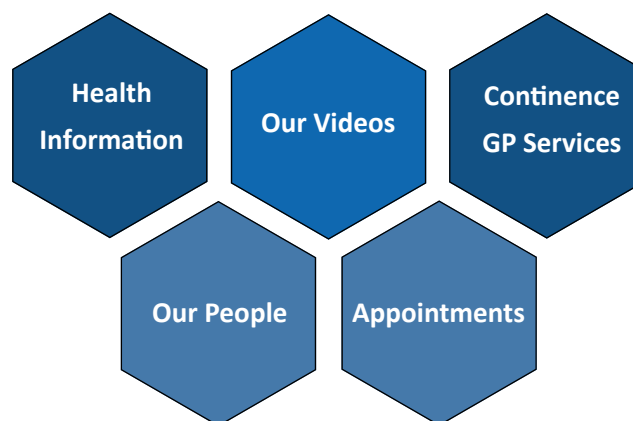 Health
Information
Our Videos
Continence
GP Services
Our People
Appointments